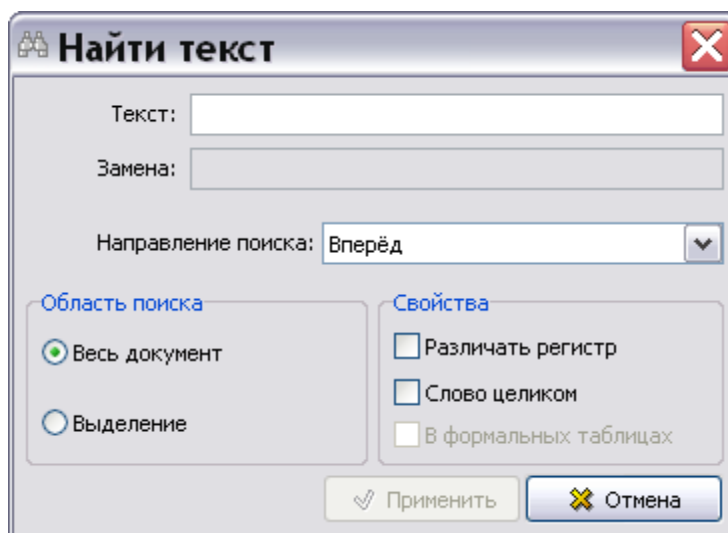 Найти текст
Текст:
Замена:
Направление поиска: Вперёд
Область поиска
Весь документ
Выделение
Свойства
Различать регистр
Слово целиком
В формальных таблицах
Применить
Отмена